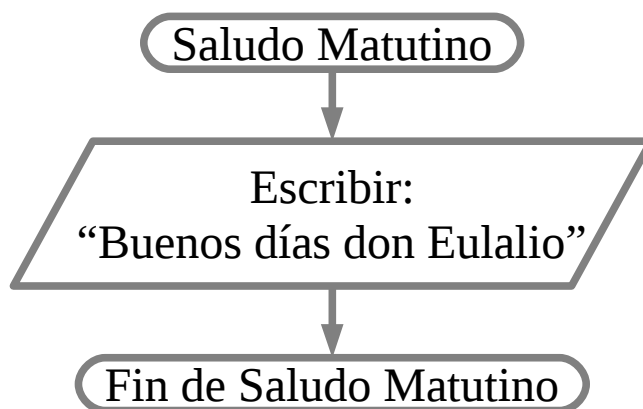 Saludo Matutino
Escribir:
“Buenos días don Eulalio”
Fin de Saludo Matutino